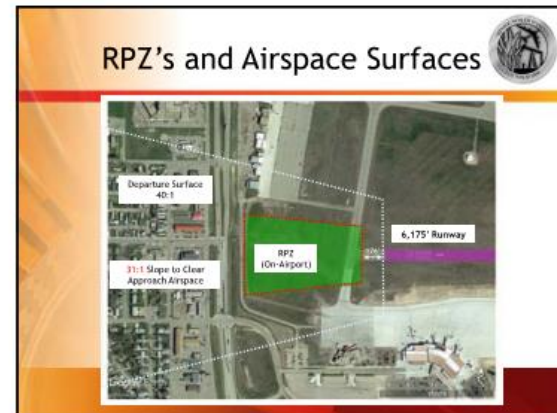 RPZ's and Airspace Surfaces
Departure Surface
40:1
31:1 Slope to Clear
Approach Airspace
RPZ
(On-Airport)
6,175' Runway
Google